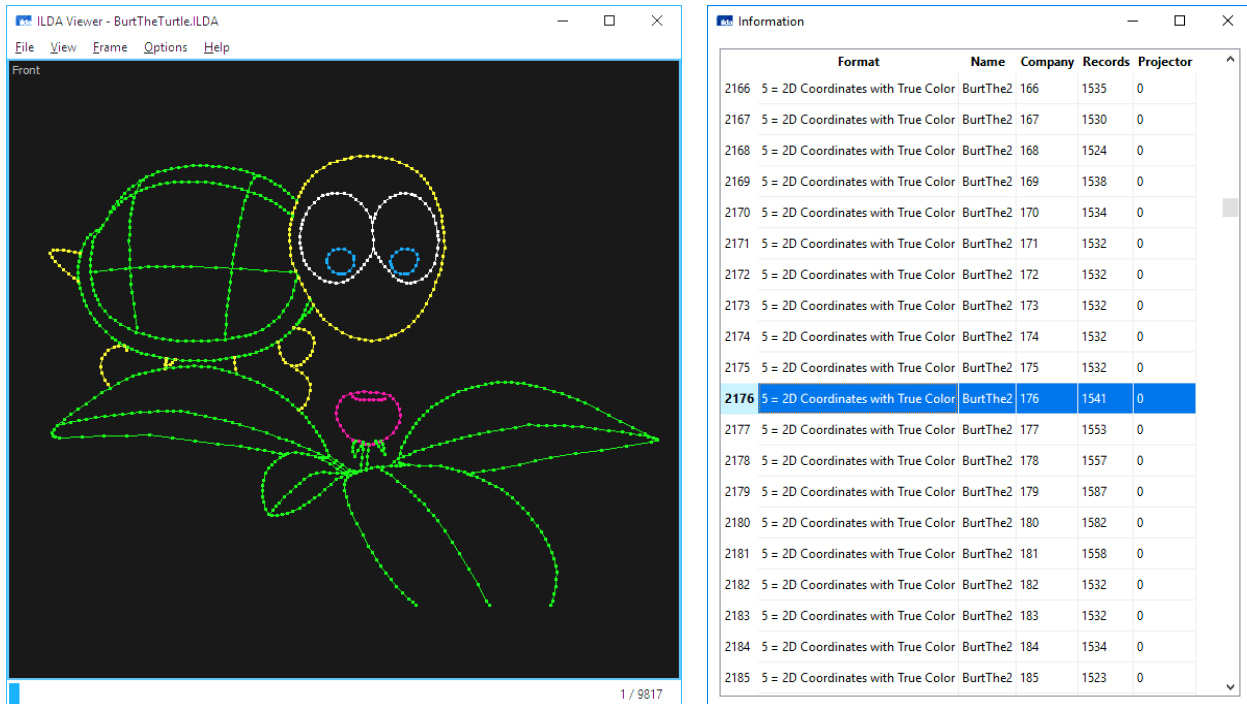 ILDA Viewer - BurtTheTurtle.ILDA
File View Frame Options Help
Front
1 / 9817
ilda Information
Format Name Company Records Projector
2166 5 = 2D Coordinates with True Color BurtThe2 166 1535 0
2167 5 = 2D Coordinates with True Color BurtThe2 167 1530 0
2168 5 = 2D Coordinates with True Color BurtThe2 168 1524 0
2169 5 = 2D Coordinates with True Color BurtThe2 169 1538 0
2170 5 = 2D Coordinates with True Color BurtThe2 170 1534 0
2171 5 = 2D Coordinates with True Color BurtThe2 171 1532 0
2172 5 = 2D Coordinates with True Color BurtThe2 172 1532 0
2173 5 = 2D Coordinates with True Color BurtThe2 173 1532 0
2174 5 = 2D Coordinates with True Color BurtThe2 174 1532 0
2175 5 = 2D Coordinates with True Color BurtThe2 175 1532 0
2176 5 = 2D Coordinates with True Color BurtThe2 176 1541 0
2177 5 = 2D Coordinates with True Color BurtThe2 177 1553 0
2178 5 = 2D Coordinates with True Color BurtThe2 178 1557 0
2179 5 = 2D Coordinates with True Color BurtThe2 179 1587 0
2180 5 = 2D Coordinates with True Color BurtThe2 180 1582 0
2181 5 = 2D Coordinates with True Color BurtThe2 181 1558 0
2182 5 = 2D Coordinates with True Color BurtThe2 182 1532 0
2183 5 = 2D Coordinates with True Color BurtThe2 183 1532 0
2184 5 = 2D Coordinates with True Color BurtThe2 184 1534 0
2185 5 = 2D Coordinates with True Color BurtThe2 185 1523 0